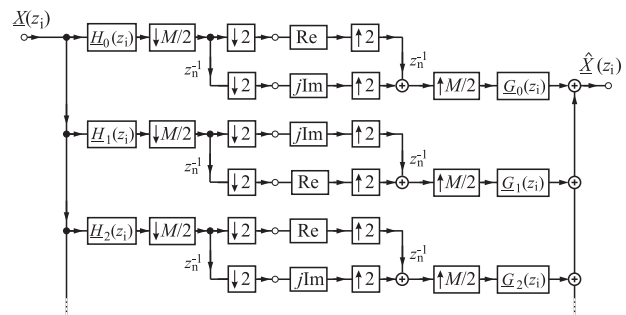 X(z_i)
X̂(z_i)
H_0(z_i) ↓M/2 ↓2 Re ↑2
z_n^-1 z_n^-1
↓2 jIm ↑2 + ↑M/2 G_0(z_i) +
H_1(z_i) ↓M/2 ↓2 jIm ↑2
z_n^-1 z_n^-1
↓2 Re ↑2 + ↑M/2 G_1(z_i) +
H_2(z_i) ↓M/2 ↓2 Re ↑2
z_n^-1 z_n^-1
↓2 jIm ↑2 + ↑M/2 G_2(z_i) +